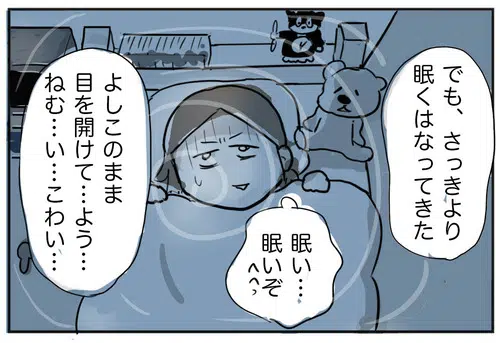 でも、さっきより
眠くはなってきた
眠い…
眠いぞ
へへっ
よしこのまま
目を開けて…よう…
ねむ…い…こわい…